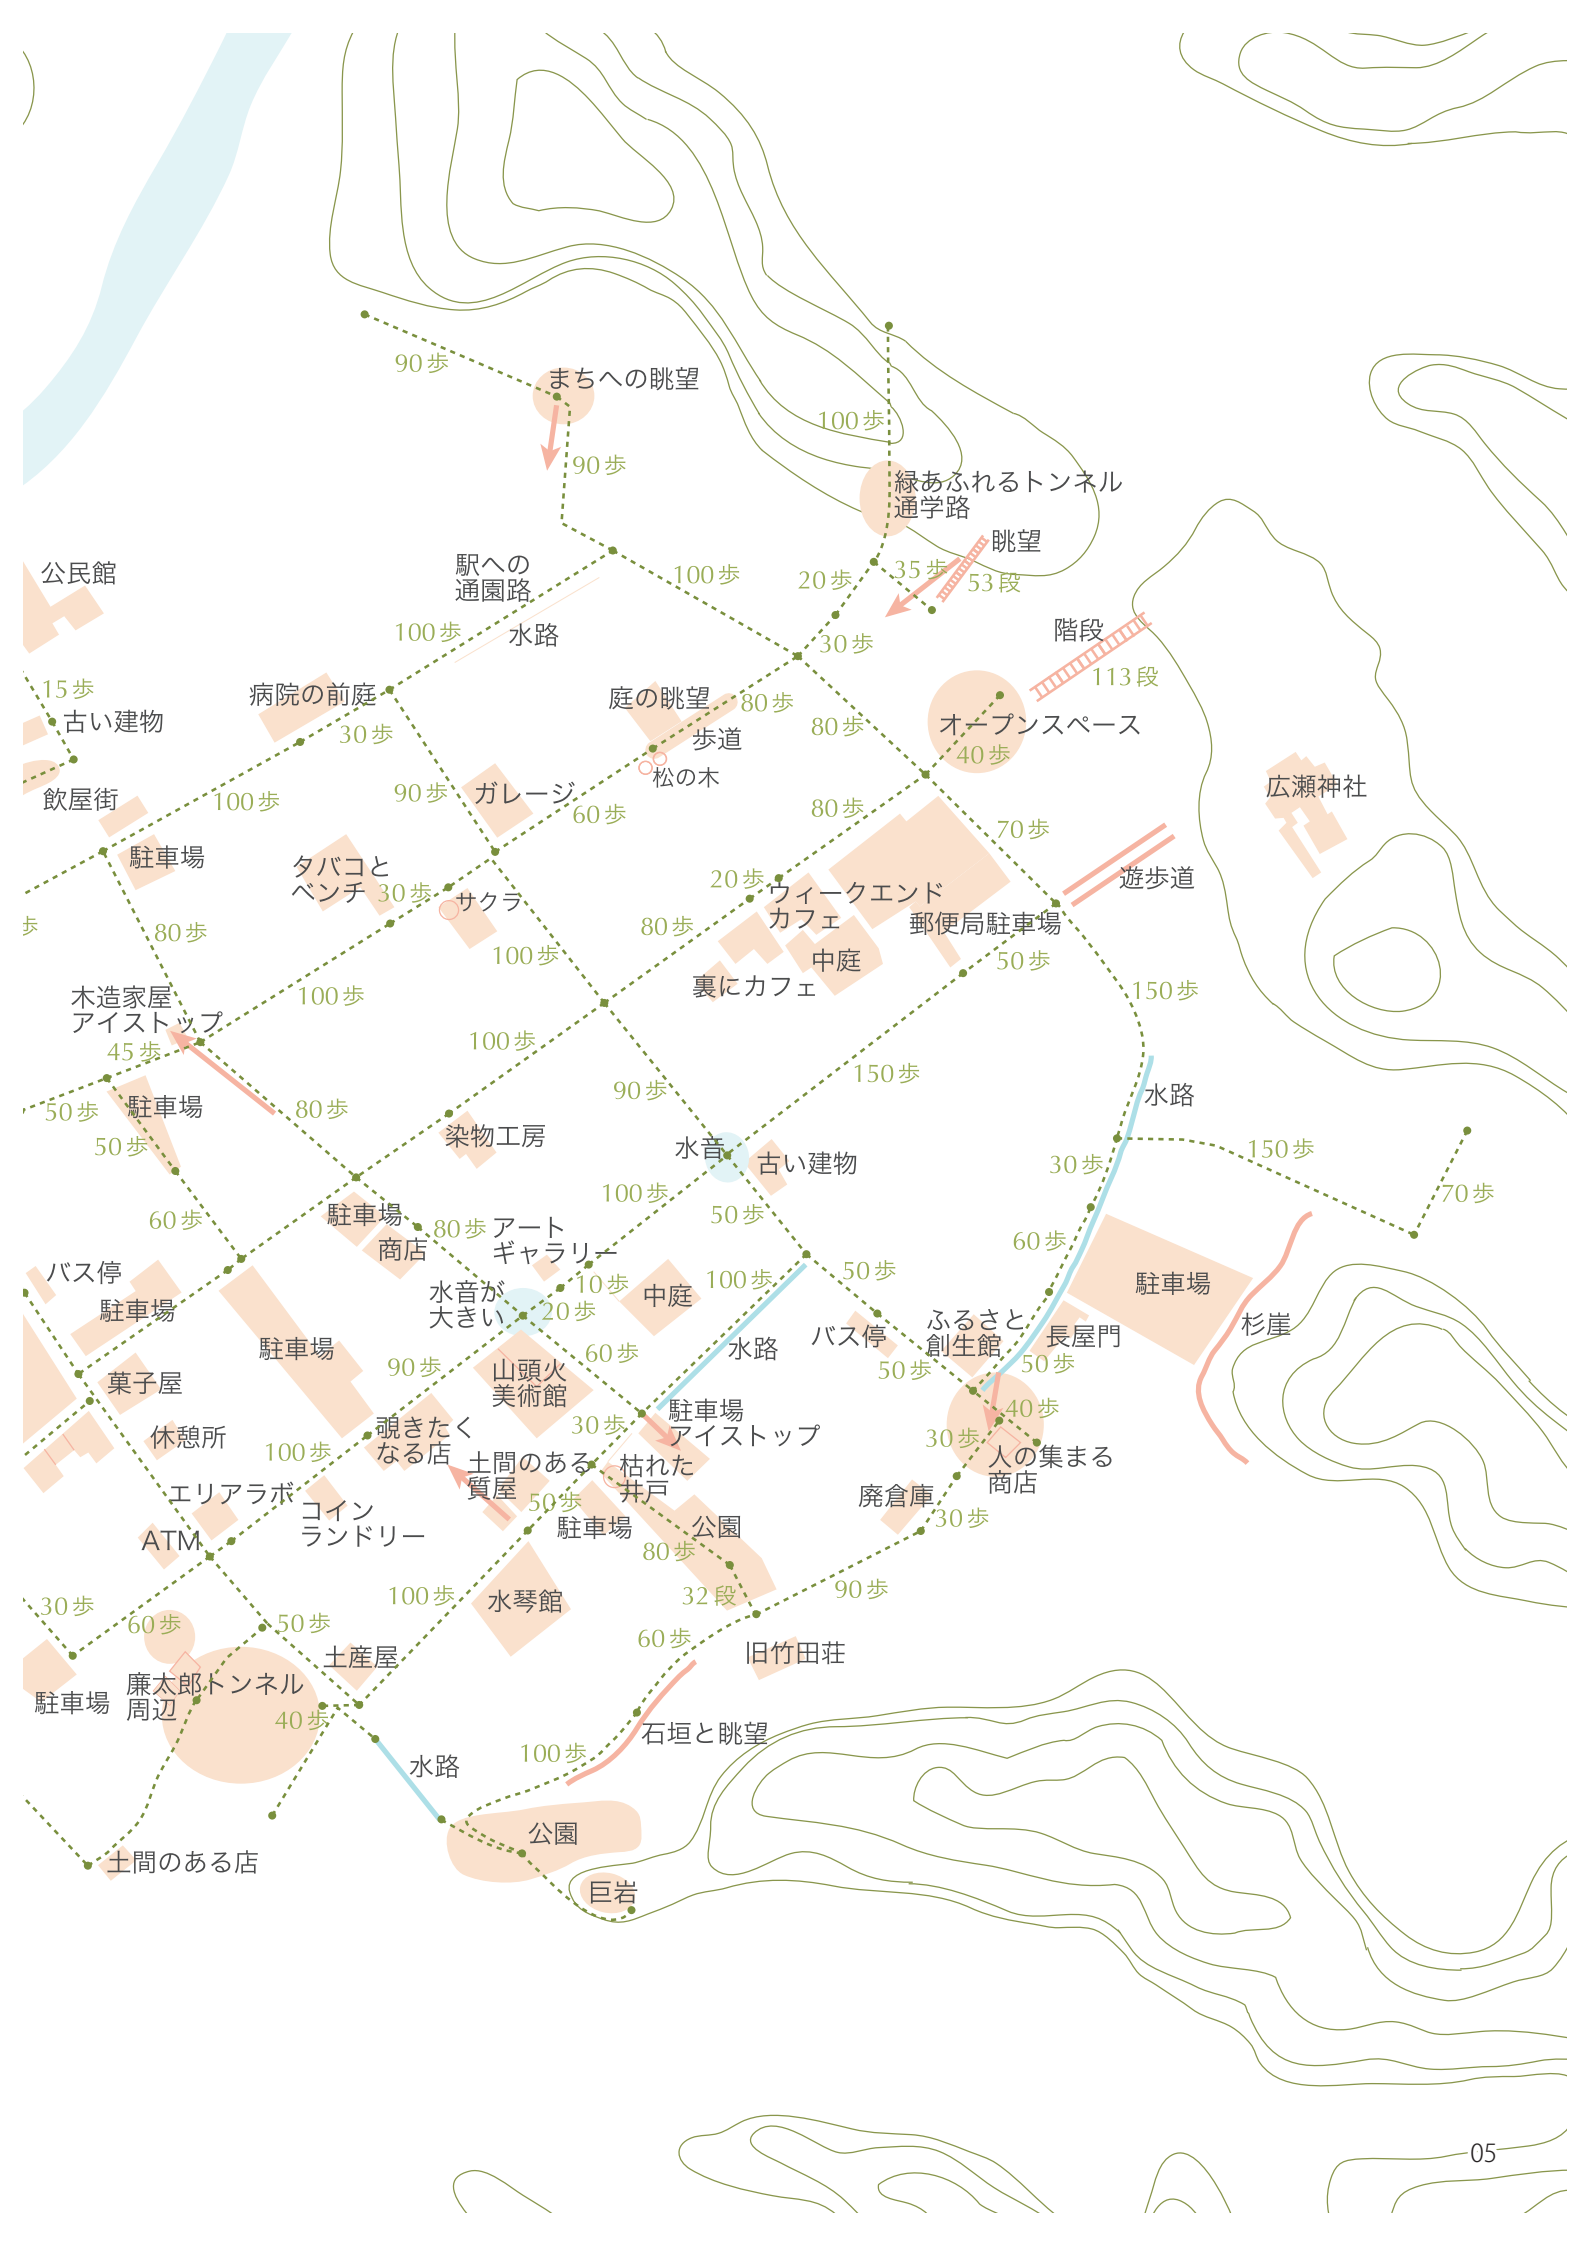 90歩
まちへの眺望
90歩
100歩
緑あふれるトンネル
通学路
眺望
公民館
駅への
通園路
100歩
20歩
35歩
53段
100歩
水路
30歩
階段
113段
15歩
古い建物
病院の前庭
30歩
庭の眺望
80歩
歩道
松の木
80歩
オープンスペース
40歩
飲屋街
100歩
90歩
ガレージ
60歩
80歩
70歩
広瀬神社
駐車場
タバコと
ベンチ
30歩
サクラ
20歩
ウィークエンド
カフェ
遊歩道
歩
80歩
80歩
郵便局駐車場
100歩
中庭
50歩
裏にカフェ
150歩
木造家屋
アイストップ
100歩
45歩
100歩
90歩
150歩
水路
50歩
駐車場
80歩
50歩
染物工房
水音
古い建物
30歩
150歩
70歩
60歩
駐車場
100歩
50歩
80歩
アート
ギャラリー
商店
60歩
バス停
駐車場
水音が
大きい
10歩
20歩
中庭
100歩
50歩
駐車場
駐車場
90歩
60歩
水路
バス停
ふるさと
創生館
長屋門
杉崖
菓子屋
山頭火
美術館
50歩
50歩
休憩所
100歩
覗きたく
なる店
30歩
駐車場
アイストップ
40歩
30歩
土間のある
質屋
枯れた
井戸
人の集まる
商店
エリアラボ
コイン
ランドリー
50歩
駐車場
廃倉庫
30歩
ATM
公園
80歩
30歩
60歩
50歩
100歩
水琴館
32段
90歩
60歩
旧竹田荘
土産屋
駐車場
廉太郎トンネル
周辺
40歩
石垣と眺望
100歩
水路
公園
土間のある店
巨岩
05